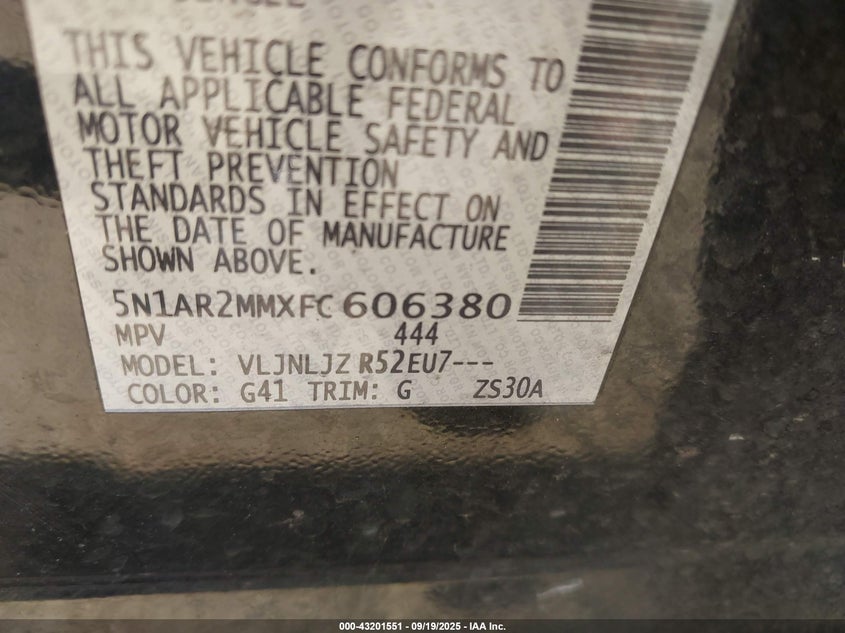 THIS VEHICLE CONFORMS TO
ALL APPLICABLE FEDERAL
MOTOR VEHICLE SAFETY AND
THEFT PREVENTION
STANDARDS IN EFFECT ON
THE DATE OF MANUFACTURE
SHOWN ABOVE.
5N1AR2MMXFC606380
MPV 444
MODEL: VLJNLJZ R52EU7---
COLOR: G41 TRIM: G ZS30A
000-43201551 - 09/19/2025 - IAA Inc.